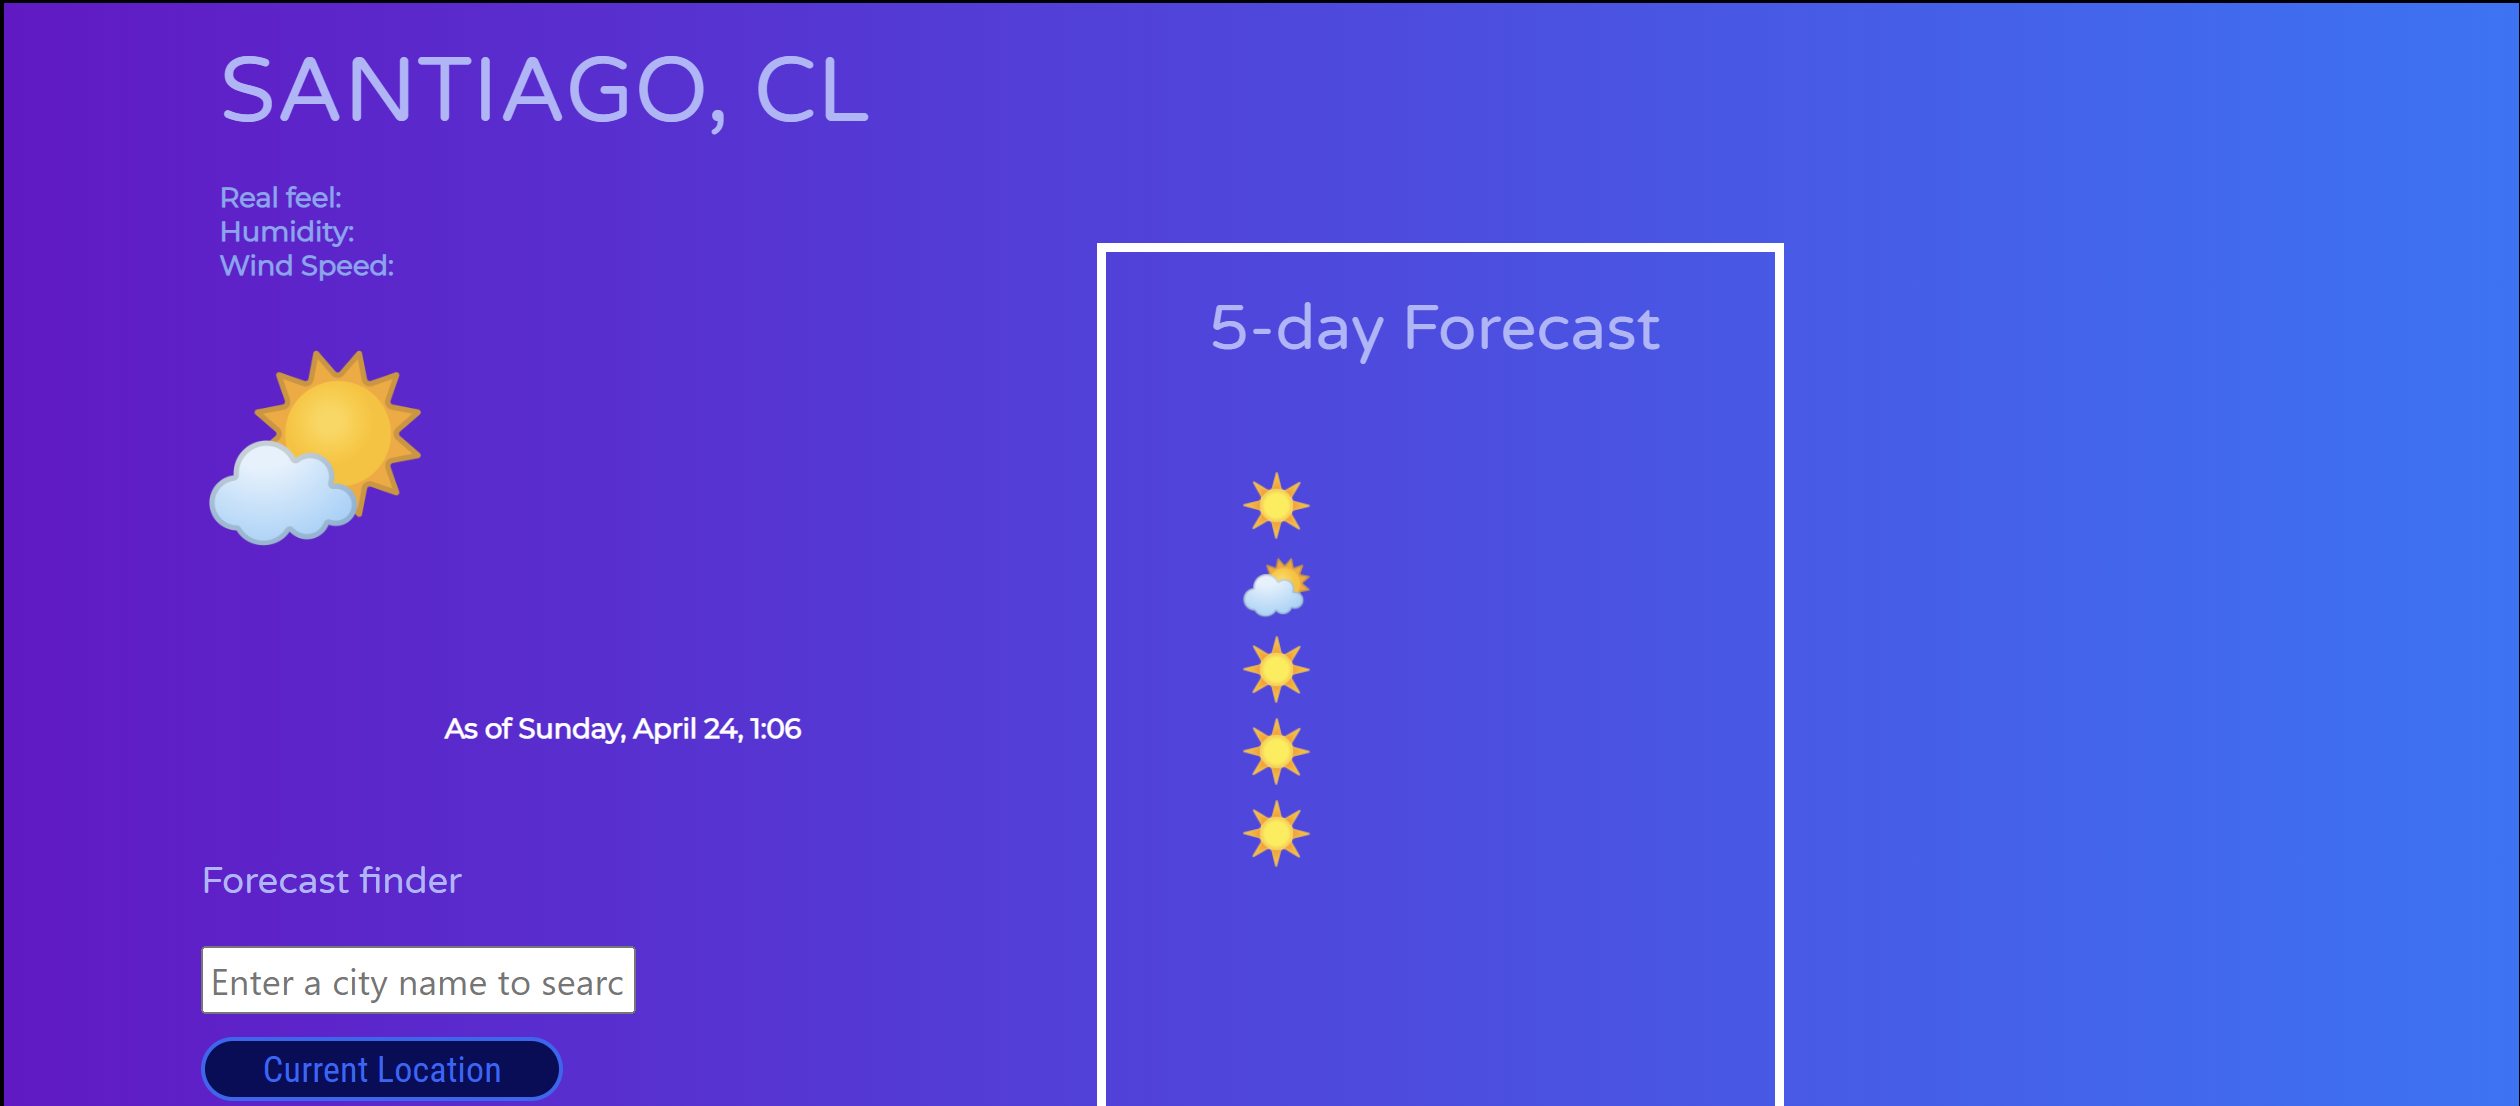 SANTIAGO, CL
Real feel:
Humidity:
Wind Speed:
5-day Forecast
As of Sunday, April 24, 1:06
Forecast finder
Enter a city name to searc
Current Location